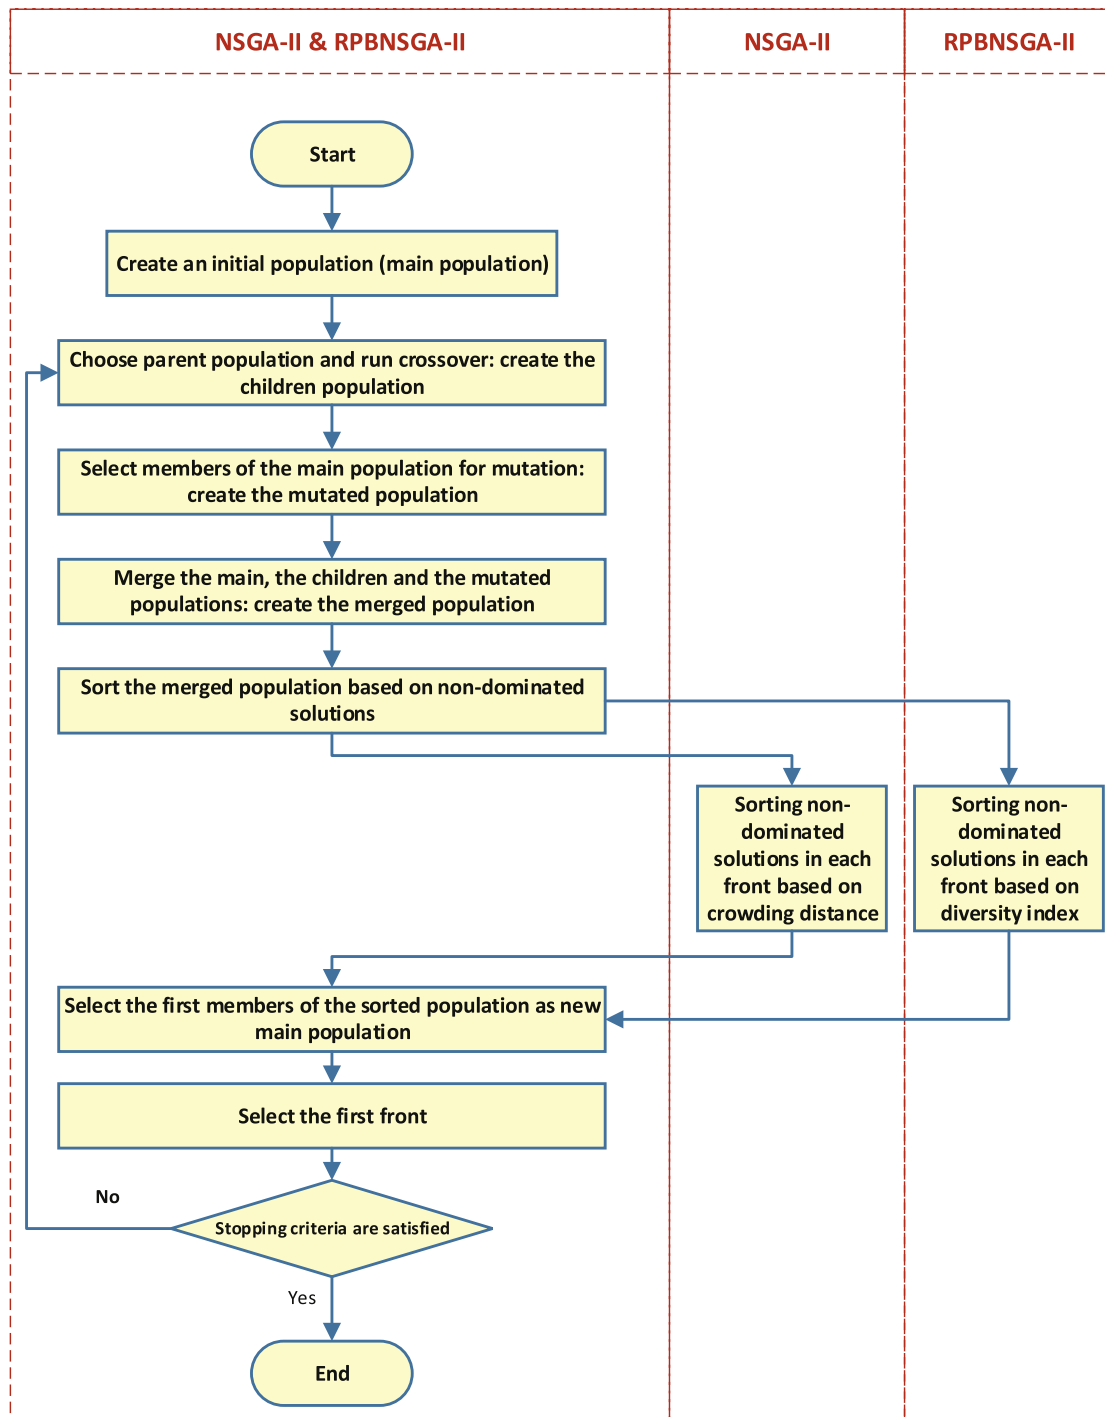 NSGA-II & RPBNSGA-II
NSGA-II
RPBNSGA-II
Start
Create an initial population (main population)
Choose parent population and run crossover: create the
children population
Select members of the main population for mutation:
create the mutated population
Merge the main, the children and the mutated
populations: create the merged population
Sort the merged population based on non-dominated
solutions
Sorting non-
dominated
solutions in each
front based on
crowding distance
Sorting non-
dominated
solutions in each
front based on
diversity index
Select the first members of the sorted population as new
main population
Select the first front
No
Stopping criteria are satisfied
Yes
End